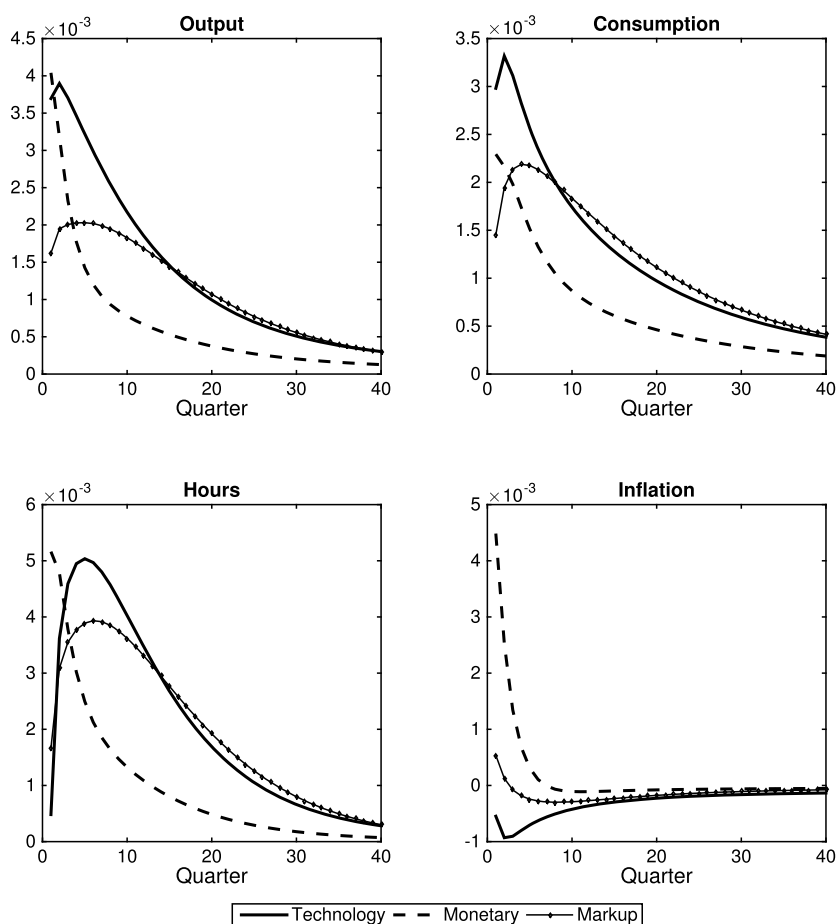 Output Consumption
×10-3 ×10-3
4.5 3.5
4 3
3.5 2.5
3 2
2.5 1.5
2 1
1.5 0.5
1 0
0.5
0
0 10 20 30 40 0 10 20 30 40
Quarter Quarter
Hours Inflation
×10-3 ×10-3
6 5
5 4
4 3
3 2
2 1
1 0
0 -1
0 10 20 30 40 0 10 20 30 40
Quarter Quarter
Technology Monetary Markup